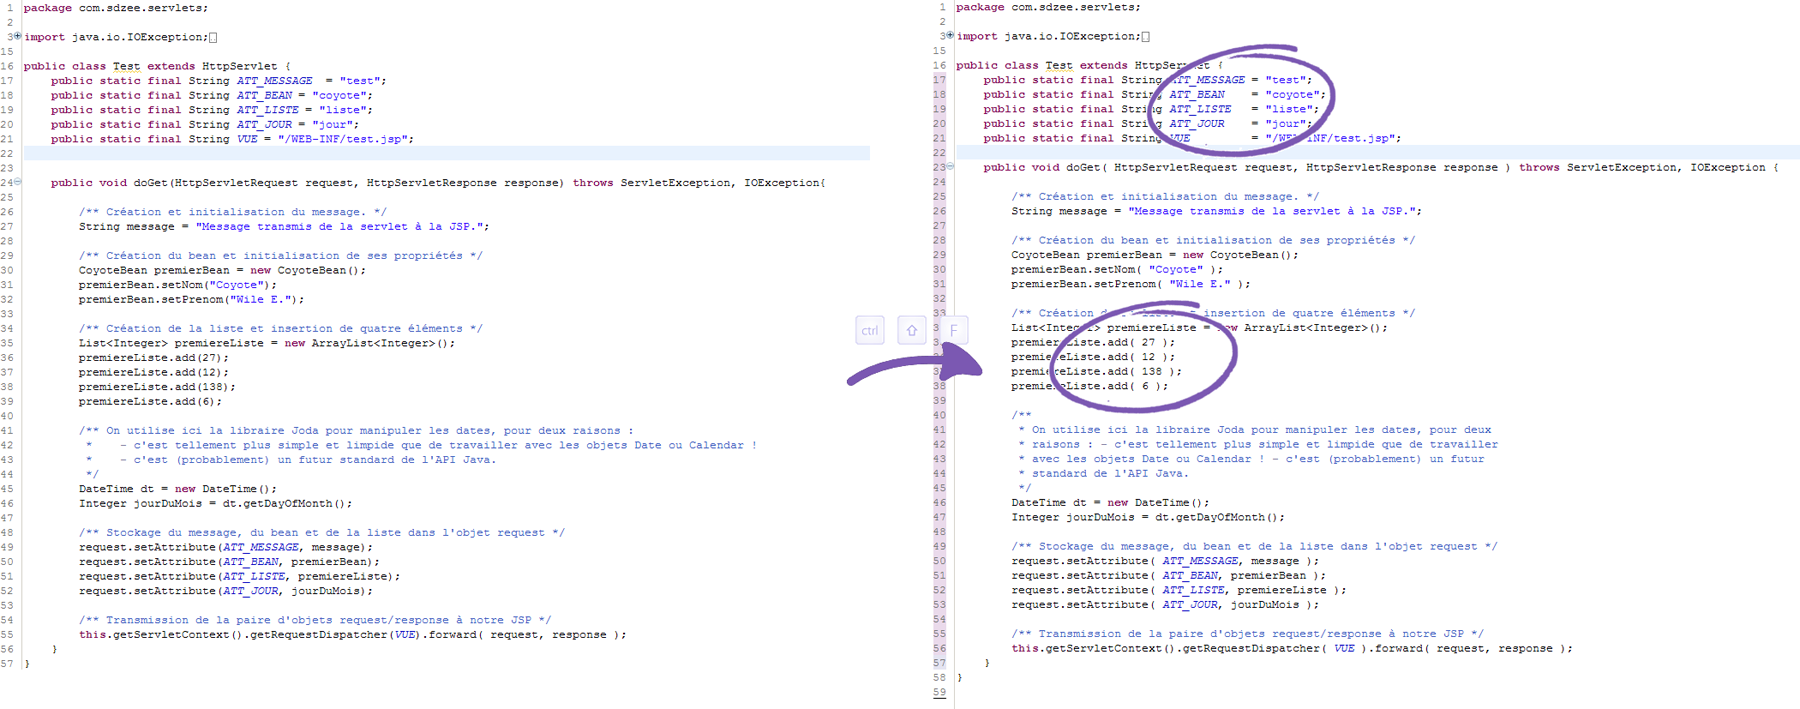 1 package com.sdzee.servlets;
2
3 import java.io.IOException;
15
16 public class Test extends HttpServlet {
17 public static final String ATT_MESSAGE  = "test";
18 public static final String ATT_BEAN = "coyote";
19 public static final String ATT_LISTE = "liste";
20 public static final String ATT_JOUR = "jour";
21 public static final String VUE = "/WEB-INF/test.jsp";
22
23
24 public void doGet(HttpServletRequest request, HttpServletResponse response) throws ServletException, IOException{
25
26 /** Création et initialisation du message. */
27 String message = "Message transmis de la servlet à la JSP.";
28
29 /** Création du bean et initialisation de ses propriétés */
30 CoyoteBean premierBean = new CoyoteBean();
31 premierBean.setNom("Coyote");
32 premierBean.setPrenom("Wile E.");
33
34 /** Création de la liste et insertion de quatre éléments */
35 List<Integer> premiereListe = new ArrayList<Integer>();
36 premiereListe.add(27);
37 premiereListe.add(12);
38 premiereListe.add(138);
39 premiereListe.add(6);
40
41 /** On utilise ici la libraire Joda pour manipuler les dates, pour deux raisons :
42 *    - c'est tellement plus simple et limpide que de travailler avec les objets Date ou Calendar !
43 *    - c'est (probablement) un futur standard de l'API Java.
44 */
45 DateTime dt = new DateTime();
46 Integer jourDuMois = dt.getDayOfMonth();
47
48 /** Stockage du message, du bean et de la liste dans l'objet request */
49 request.setAttribute(ATT_MESSAGE, message);
50 request.setAttribute(ATT_BEAN, premierBean);
51 request.setAttribute(ATT_LISTE, premiereListe);
52 request.setAttribute(ATT_JOUR, jourDuMois);
53
54 /** Transmission de la paire d'objets request/response à notre JSP */
55 this.getServletContext().getRequestDispatcher(VUE).forward( request, response );
56 }
57 }
ctrl ⇧ F
1 package com.sdzee.servlets;
2
3 import java.io.IOException;
15
16 public class Test extends HttpServlet {
17 public static final String ATT_MESSAGE = "test";
18 public static final String ATT_BEAN    = "coyote";
19 public static final String ATT_LISTE   = "liste";
20 public static final String ATT_JOUR    = "jour";
21 public static final String VUE         = "/WEB-INF/test.jsp";
22
23 public void doGet( HttpServletRequest request, HttpServletResponse response ) throws ServletException, IOException {
24
25 /** Création et initialisation du message. */
26 String message = "Message transmis de la servlet à la JSP.";
27
28 /** Création du bean et initialisation de ses propriétés */
29 CoyoteBean premierBean = new CoyoteBean();
30 premierBean.setNom( "Coyote" );
31 premierBean.setPrenom( "Wile E." );
32
33 /** Création insertion de quatre éléments */
List<Integer> premiereListe = new ArrayList<Integer>();
premiereListe.add( 27 );
premiereListe.add( 12 );
premiereListe.add( 138 );
38 premiereListe.add( 6 );
39
40 /**
41 * On utilise ici la libraire Joda pour manipuler les dates, pour deux
42 * raisons : - c'est tellement plus simple et limpide que de travailler
43 * avec les objets Date ou Calendar ! - c'est (probablement) un futur
44 * standard de l'API Java.
45 */
46 DateTime dt = new DateTime();
47 Integer jourDuMois = dt.getDayOfMonth();
48
49 /** Stockage du message, du bean et de la liste dans l'objet request */
50 request.setAttribute( ATT_MESSAGE, message );
51 request.setAttribute( ATT_BEAN, premierBean );
52 request.setAttribute( ATT_LISTE, premiereListe );
53 request.setAttribute( ATT_JOUR, jourDuMois );
54
55 /** Transmission de la paire d'objets request/response à notre JSP */
56 this.getServletContext().getRequestDispatcher( VUE ).forward( request, response );
57 }
58 }
59